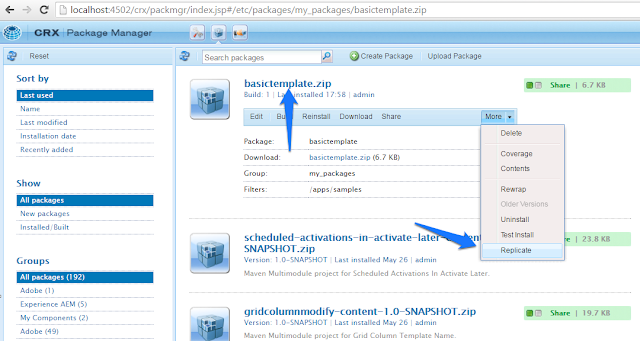 localhost:4502/crx/packmgr/index.jsp#/etc/packages/my_packages/basictemplate.zip
CRX Package Manager
Reset
Search packages
Create Package
Upload Package
Sort by
Last used
Name
Last modified
Installation date
Recently added
Show
All packages
New packages
Installed/Built
Groups
All packages (192)
Adobe (1)
Experience AEM (5)
My Components (2)
Adobe (49)
basictemplate.zip
Build: 1 | Last installed 17:58 | admin
Share | 6.7 KB
Edit
Reinstall
Download
Share
More
Package: basictemplate
Download: basictemplate.zip (6.7 KB)
Group: my_packages
Filters: /apps/samples
Delete
Coverage
Contents
Rewrap
Older Versions
Uninstall
Test Install
Replicate
scheduled-activations-in-activate-later-
SNAPSHOT.zip
Version: 1.0-SNAPSHOT | Last installed May 26 | admin
Maven Multimodule project for Scheduled Activations In Activate Later.
23.8 KB
gridcolumnmodify-content-1.0-SNAPSHOT.zip
Version: 1.0-SNAPSHOT | Last installed May 26 | admin
Maven Multimodule project for Grid Column Template Name.
Share | 19.7 KB